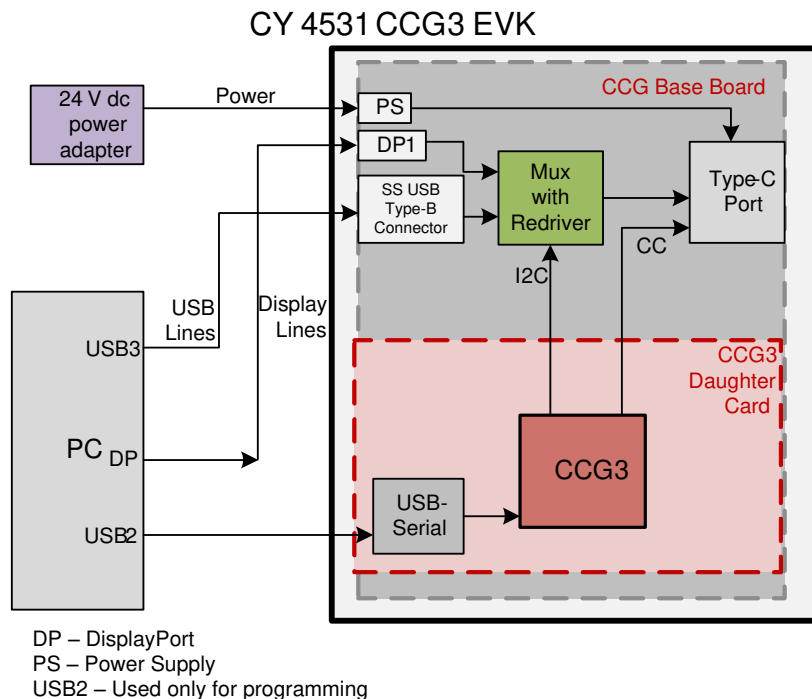 CY 4531 CCG3 EVK
24 V dc
power
adapter
Power
PS
CCG Base Board
DP1
SS USB
Type-B
Connector
Mux
with
Redriver
Type-C
Port
I2C
CC
USB
Lines
Display
Lines
USB3
PC
DP
USB2
CCG3
Daughter
Card
CCG3
USB-
Serial
DP – DisplayPort
PS – Power Supply
USB2 – Used only for programming